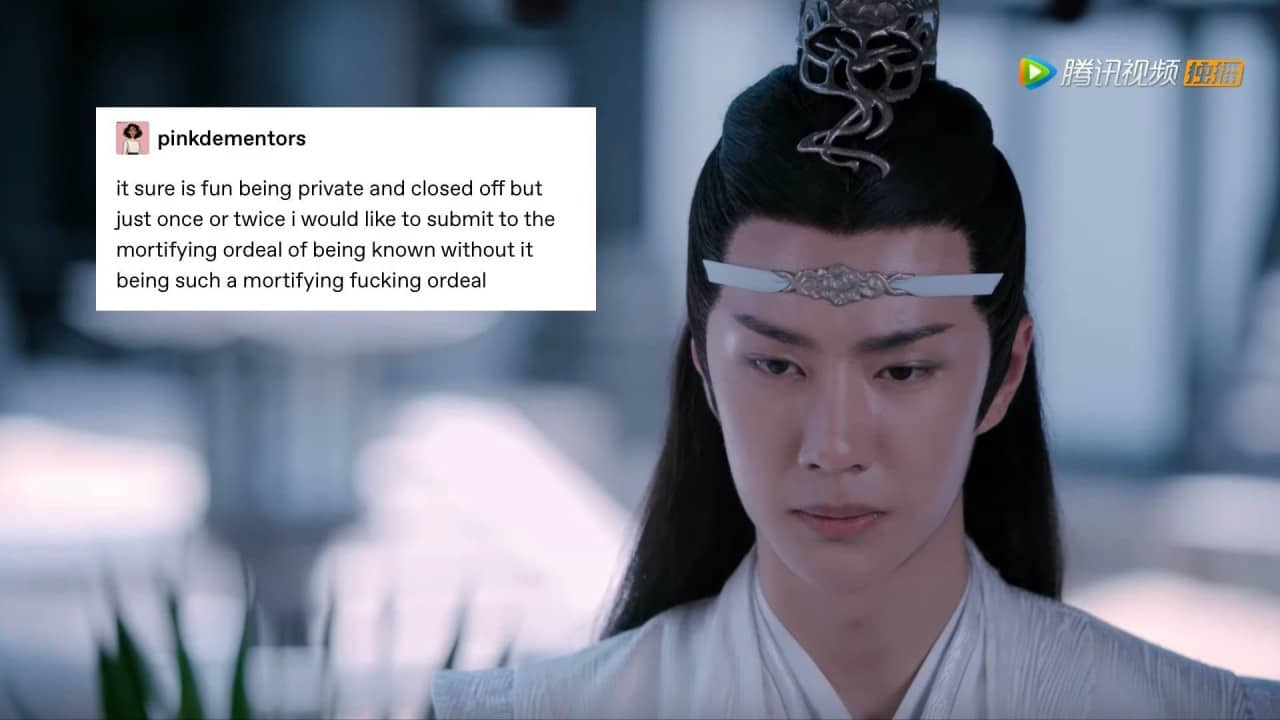 pinkdementors
it sure is fun being private and closed off but
just once or twice i would like to submit to the
mortifying ordeal of being known without it
being such a mortifying fucking ordeal
腾讯视频 独播